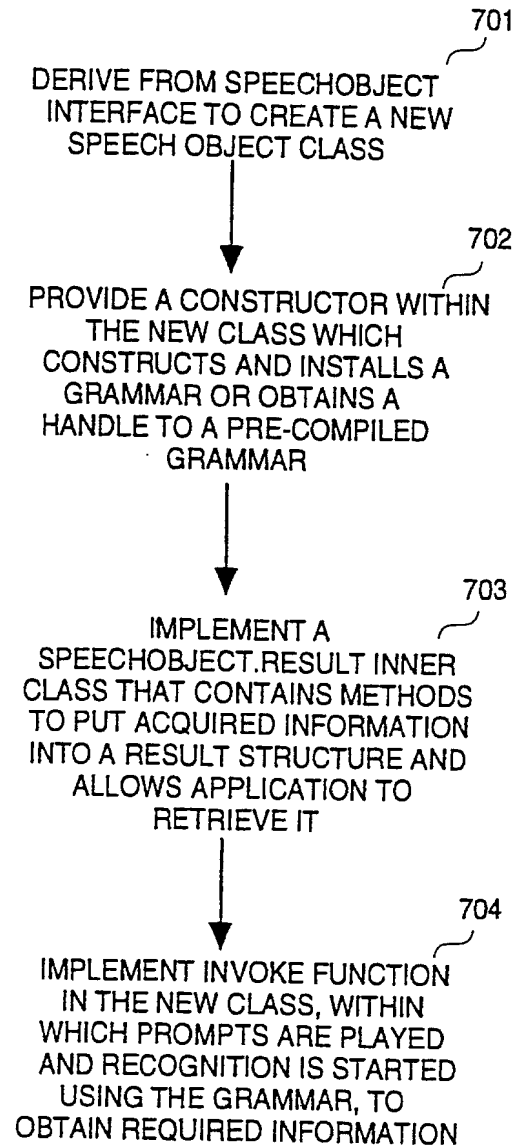 701
DERIVE FROM SPEECHOBJECT
INTERFACE TO CREATE A NEW
SPEECH OBJECT CLASS
702
PROVIDE A CONSTRUCTOR WITHIN
THE NEW CLASS WHICH
CONSTRUCTS AND INSTALLS A
GRAMMAR OR OBTAINS A
HANDLE TO A PRE-COMPILED
GRAMMAR
703
IMPLEMENT A
SPEECHOBJECT.RESULT INNER
CLASS THAT CONTAINS METHODS
TO PUT ACQUIRED INFORMATION
INTO A RESULT STRUCTURE AND
ALLOWS APPLICATION TO
RETRIEVE IT
704
IMPLEMENT INVOKE FUNCTION
IN THE NEW CLASS, WITHIN
WHICH PROMPTS ARE PLAYED
AND RECOGNITION IS STARTED
USING THE GRAMMAR, TO
OBTAIN REQUIRED INFORMATION